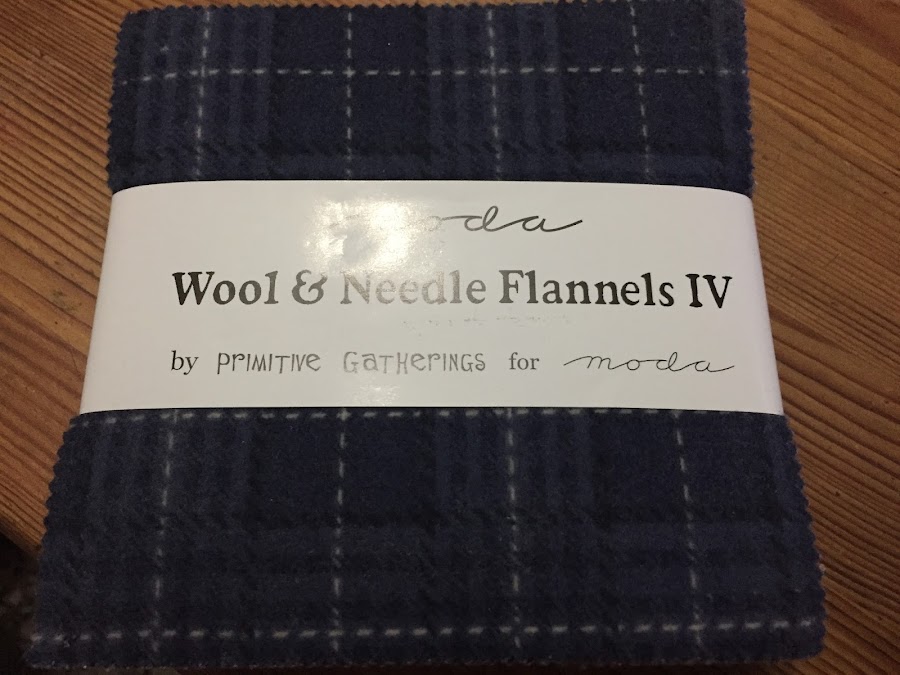 moda
Wool & Needle Flannels IV
by PRIMITIVE GATHERINGS for moda